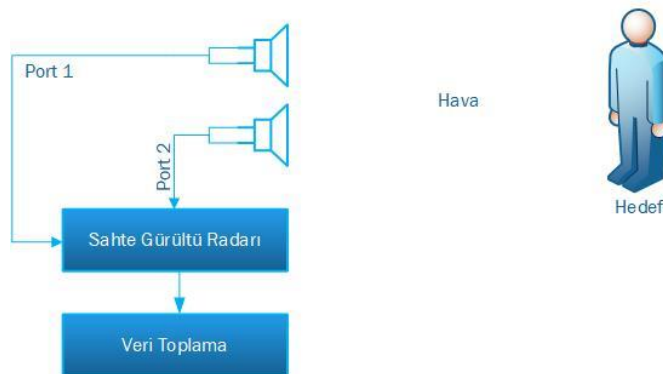 Port 1
Port 2
Hava
Hedef
Sahte Gürültü Radarı
Veri Toplama